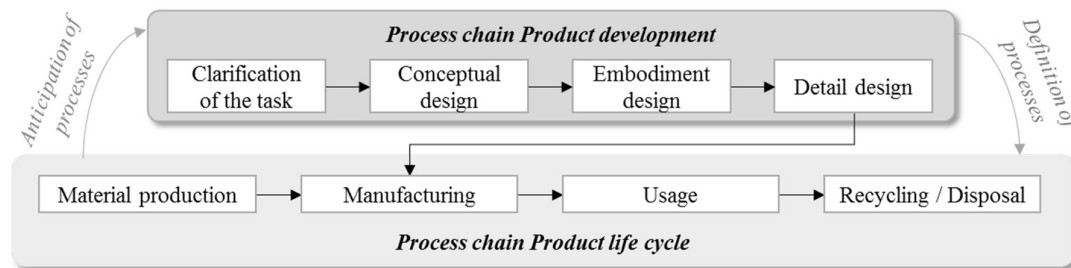 Process chain Product development
Anticipation of
processes
Clarification
of the task
Conceptual
design
Embodiment
design
Detail design
Definition of
processes
Material production
Manufacturing
Usage
Recycling / Disposal
Process chain Product life cycle